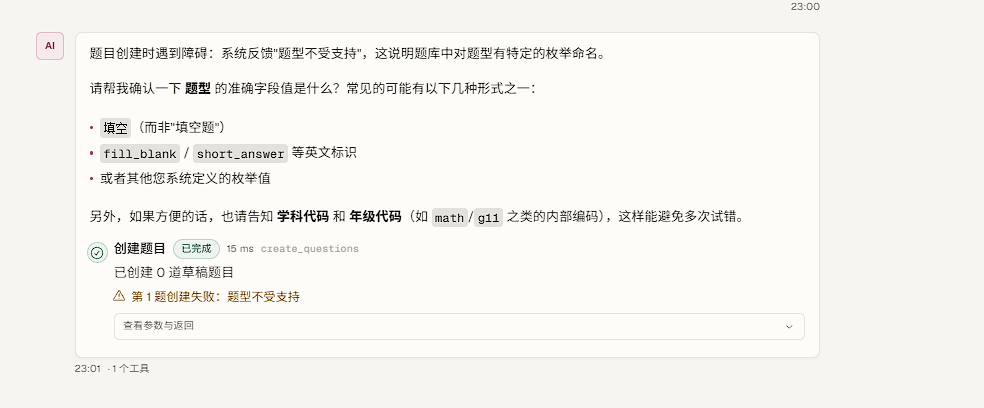 23:00
AI
题目创建时遇到障碍：系统反馈"题型不受支持"，这说明题库中对题型有特定的枚举命名。
请帮我确认一下 题型 的准确字段值是什么？常见的可能有以下几种形式之一：
• 填空（而非"填空题"）
• fill_blank / short_answer 等英文标识
• 或者其他您系统定义的枚举值
另外，如果方便的话，也请告知 学科代码 和 年级代码（如 math/g11 之类的内部编码），这样能避免多次试错。
创建题目 已完成 15 ms create_questions
已创建 0 道草稿题目
第 1 题创建失败：题型不受支持
查看参数与返回
23:01 · 1 个工具